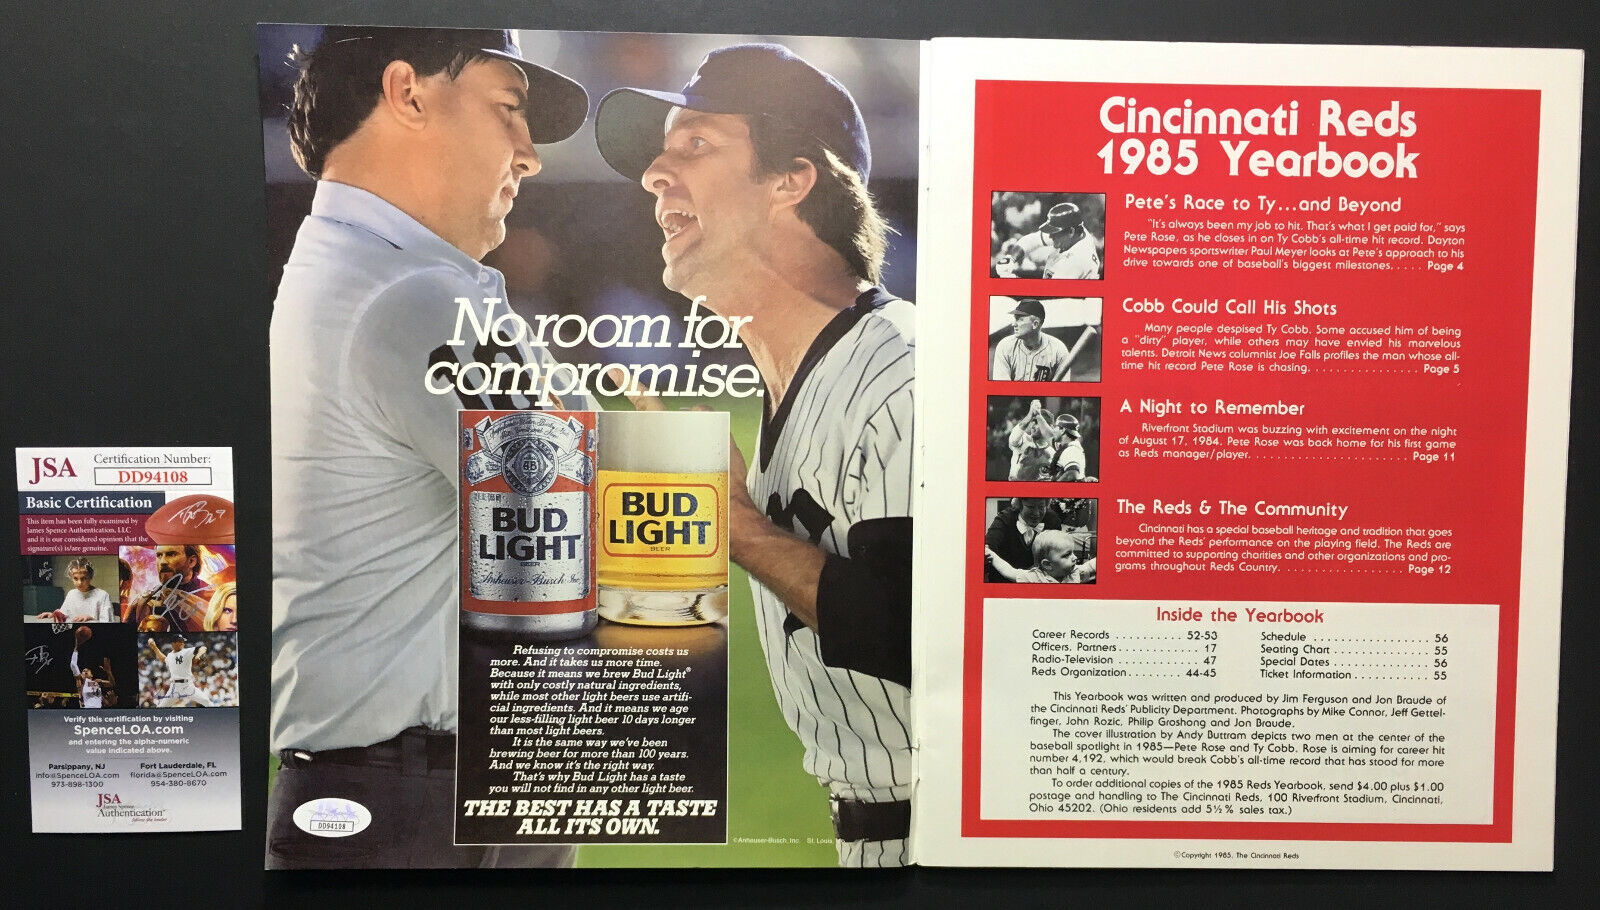 JSA
Certification Number:
DD94108
Basic Certification
This item has been fully examined by
James Spence Authentication, LLC
and it is our considered opinion that the
signature(s) is/are genuine.
Verify this certification by visiting
SpenceLOA.com
and entering the alpha-numeric
value indicated above.
Parsippany, NJ
info@SpenceLOA.com
973-898-1300
Fort Lauderdale, FL
florida@SpenceLOA.com
954-380-8670
JSA
James Spence
Authentication
No room for
compromise.
AB
BUD
LIGHT
BEER
Anheuser-Busch Inc.
BUD
LIGHT
BEER
Refusing to compromise costs us
more. And it takes us more time.
Because it means we brew Bud Light®
with only costly natural ingredients,
while most other light beers use artifi-
cial ingredients. And it means we age
our less-filling light beer 10 days longer
than most light beers.
It is the same way we've been
brewing beer for more than 100 years.
And we know it's the right way.
That's why Bud Light has a taste
you will not find in any other light beer.
THE BEST HAS A TASTE
ALL ITS OWN.
DD94108
©Anheuser-Busch, Inc. St. Louis,
Cincinnati Reds
1985 Yearbook
Pete's Race to Ty...and Beyond
"It's always been my job to hit. That's what I get paid for," says
Pete Rose, as he closes in on Ty Cobb's all-time hit record. Dayton
Newspapers sportswriter Paul Meyer looks at Pete's approach to his
drive towards one of baseball's biggest milestones. . . . . Page 4
Cobb Could Call His Shots
Many people despised Ty Cobb. Some accused him of being
a "dirty" player, while others may have envied his marvelous
talents. Detroit News columnist Joe Falls profiles the man whose all-
time hit record Pete Rose is chasing. . . . . . . . . . . . . . . . Page 5
A Night to Remember
Riverfront Stadium was buzzing with excitement on the night
of August 17, 1984. Pete Rose was back home for his first game
as Reds manager/player. . . . . . . . . . . . . . . . . . . . . . . Page 11
The Reds & The Community
Cincinnati has a special baseball heritage and tradition that goes
beyond the Reds' performance on the playing field. The Reds are
committed to supporting charities and other organizations and pro-
grams throughout Reds Country. . . . . . . . . . . . . . . . . . Page 12
Inside the Yearbook
Career Records . . . . . . . . . . 52-53
Officers, Partners . . . . . . . . . . . . 17
Radio-Television . . . . . . . . . . . . 47
Reds Organization . . . . . . . . 44-45
Schedule . . . . . . . . . . . . . . . . . 56
Seating Chart . . . . . . . . . . . . . . 55
Special Dates . . . . . . . . . . . . . . 56
Ticket Information . . . . . . . . . . . 55
This Yearbook was written and produced by Jim Ferguson and Jon Braude of
the Cincinnati Reds' Publicity Department. Photographs by Mike Connor, Jeff Gettel-
finger, John Rozic, Philip Groshong and Jon Braude.
The cover illustration by Andy Buttram depicts two men at the center of the
baseball spotlight in 1985—Pete Rose and Ty Cobb. Rose is aiming for career hit
number 4,192, which would break Cobb's all-time record that has stood for more
than half a century.
To order additional copies of the 1985 Reds Yearbook, send $4.00 plus $1.00
postage and handling to The Cincinnati Reds, 100 Riverfront Stadium, Cincinnati,
Ohio 45202. (Ohio residents add 5½% sales tax.)
©Copyright 1985, The Cincinnati Reds